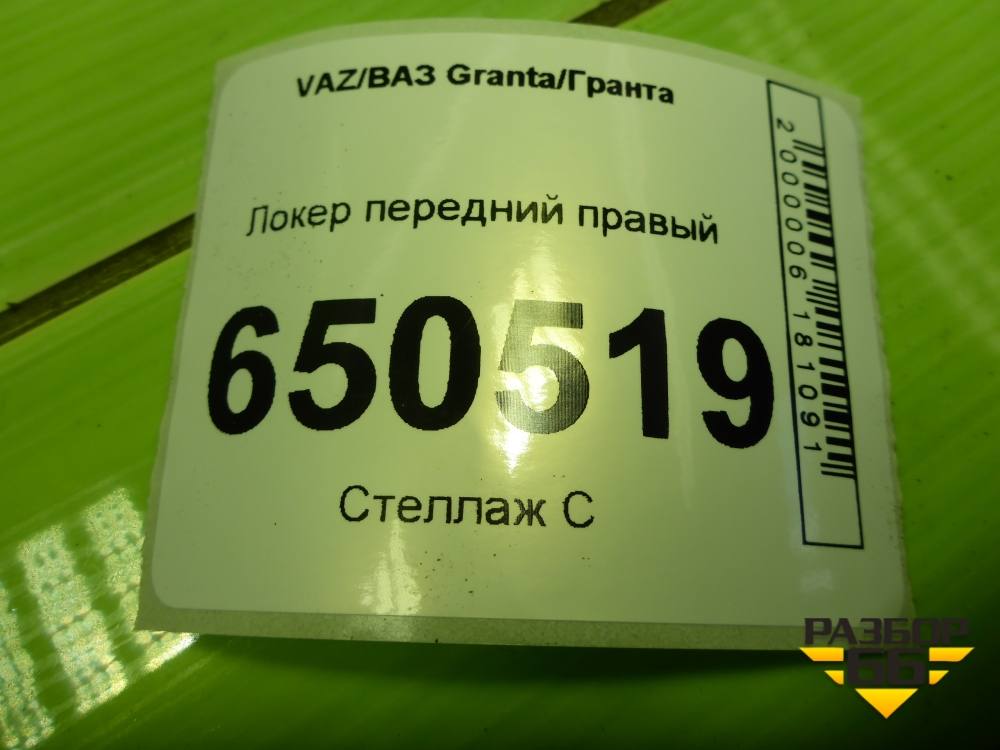 VAZ/ВАЗ Granta/Гранта
Локер передний правый
650519
Стеллаж С
2000006181091
РАЗБОР
66